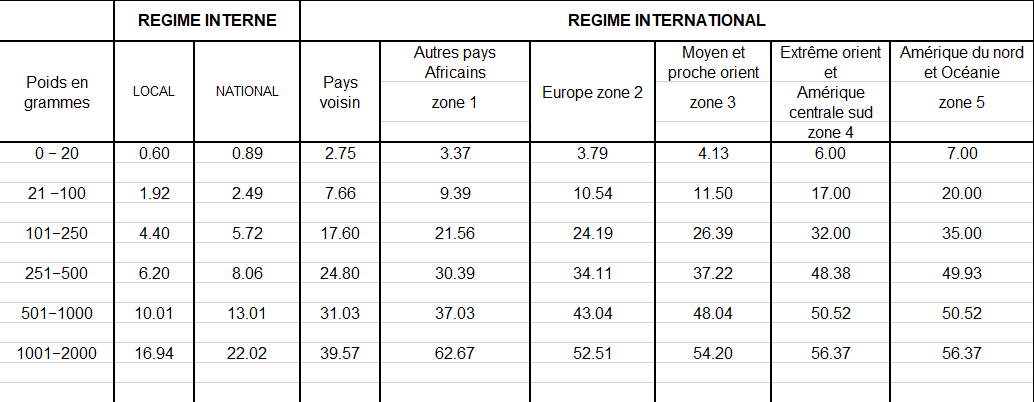 REGIME INTERNE REGIME INTERNATIONAL
Poids en grammes LOCAL NATIONAL Pays voisin Autres pays Africains zone 1 Europe zone 2 Moyen et proche orient zone 3 Extrême orient et Amérique centrale sud zone 4 Amérique du nord et Océanie zone 5
0 − 20 0.60 0.89 2.75 3.37 3.79 4.13 6.00 7.00
21 −100 1.92 2.49 7.66 9.39 10.54 11.50 17.00 20.00
101−250 4.40 5.72 17.60 21.56 24.19 26.39 32.00 35.00
251−500 6.20 8.06 24.80 30.39 34.11 37.22 48.38 49.93
501−1000 10.01 13.01 31.03 37.03 43.04 48.04 50.52 50.52
1001−2000 16.94 22.02 39.57 62.67 52.51 54.20 56.37 56.37